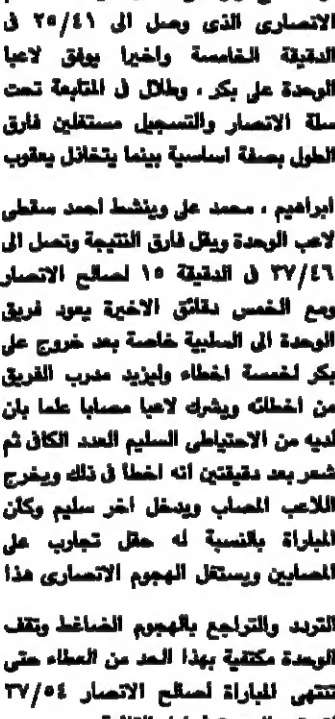 الانتصارى الذى وصل الى ٢٥/٤١ فى
الدقيقة الخامسة واخيرا يوفق لاعبا
الوحدة على بكر ، وطلال فى المتابعة تحت
سلة الانتصار والتسجيل مستغلين فارق
الطول بصفة اساسية بينما يتخاذل يعقوب
ابراهيم ، محمد على وينشط احمد سقطى
لاعب الوحدة ويقل فارق النتيجة وتصل الى
٣٧/٤٦ فى الدقيقة ١٥ لصالح الانتصار
ومع الخمس دقائق الاخيرة يعود فريق
الوحدة الى السلبية خاصة بعد خروج على
بكر لخمسة اخطاء وليزيد مدرب الفريق
من اخطائه ويشرك لاعبا مصابا علما بان
لديه من الاحتياطى السليم العدد الكافى ثم
شعر بعد دقيقتين انه اخطأ فى ذلك ويخرج
اللاعب المصاب ويدخل اخر سليم وكأن
المباراة بالنسبة له حقل تجارب على
المصابين ويستغل الهجوم الانتصارى هذا
التردد والتراجع بالهجوم الضاغط وتقف
الوحدة مكتفية بهذا الحد من العطاء حتى
تنتهى المباراة لصالح الانتصار ٣٧/٥٤